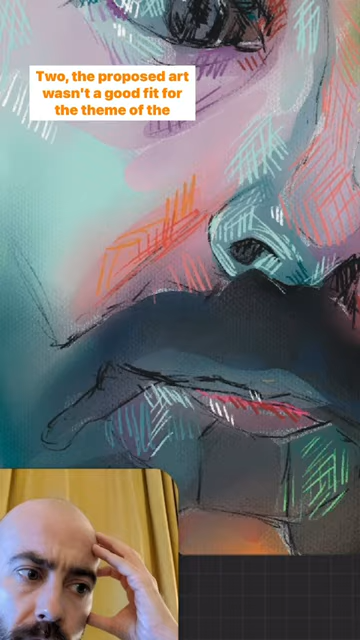 Two, the proposed art
wasn't a good fit for
the theme of the